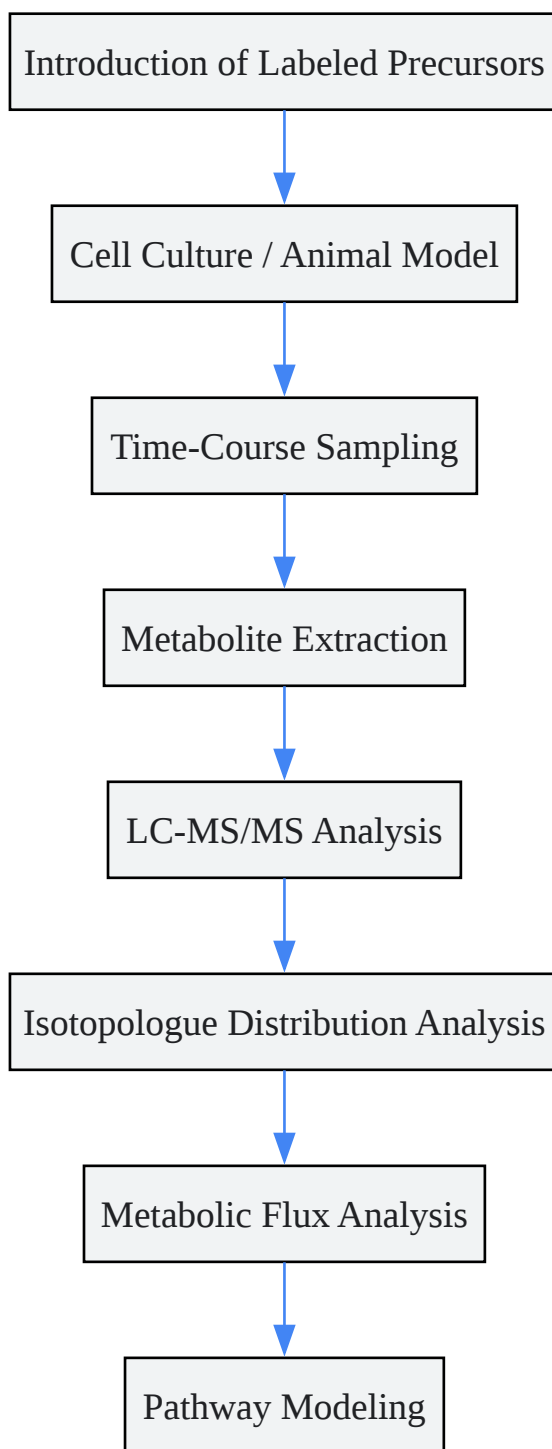 Introduction of Labeled Precursors
Cell Culture / Animal Model
Time-Course Sampling
Metabolite Extraction
LC-MS/MS Analysis
Isotopologue Distribution Analysis
Metabolic Flux Analysis
Pathway Modeling